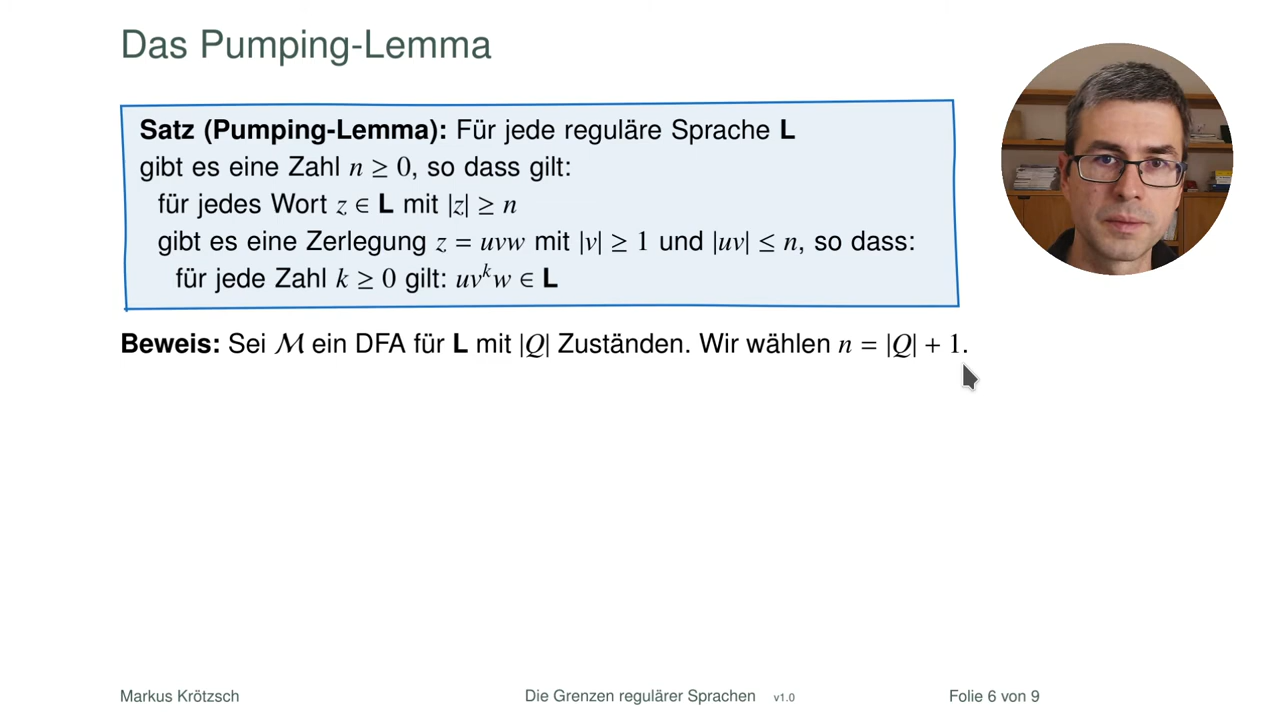 Das Pumping-Lemma
Satz (Pumping-Lemma): Für jede reguläre Sprache L
gibt es eine Zahl n ≥ 0, so dass gilt:
für jedes Wort z ∈ L mit |z| ≥ n
gibt es eine Zerlegung z = uvw mit |v| ≥ 1 und |uv| ≤ n, so dass:
für jede Zahl k ≥ 0 gilt: uvᵏw ∈ L
Beweis: Sei ℳ ein DFA für L mit |Q| Zuständen. Wir wählen n = |Q| + 1.
Markus Krötzsch Die Grenzen regulärer Sprachen v1.0 Folie 6 von 9